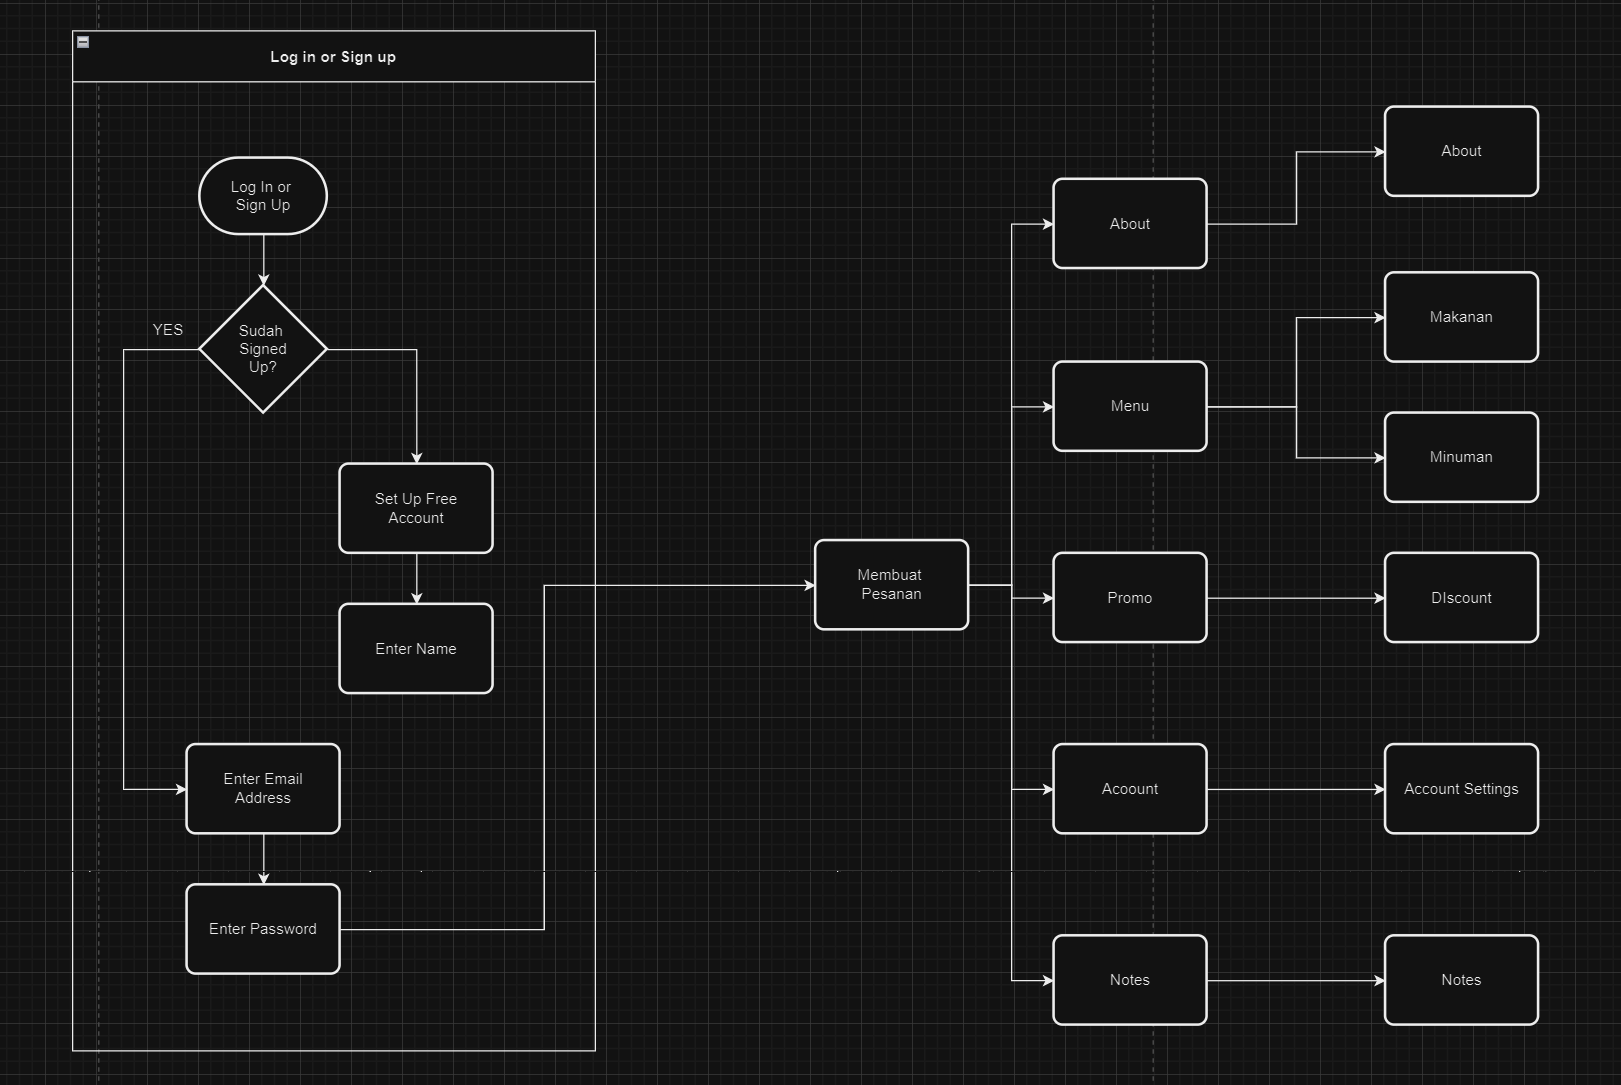 Log in or Sign up
Log In or
Sign Up
YES
Sudah
Signed
Up?
Set Up Free
Account
Enter Name
Enter Email
Address
Enter Password
Membuat
Pesanan
About
About
Menu
Makanan
Minuman
Promo
DIscount
Acoount
Account Settings
Notes
Notes